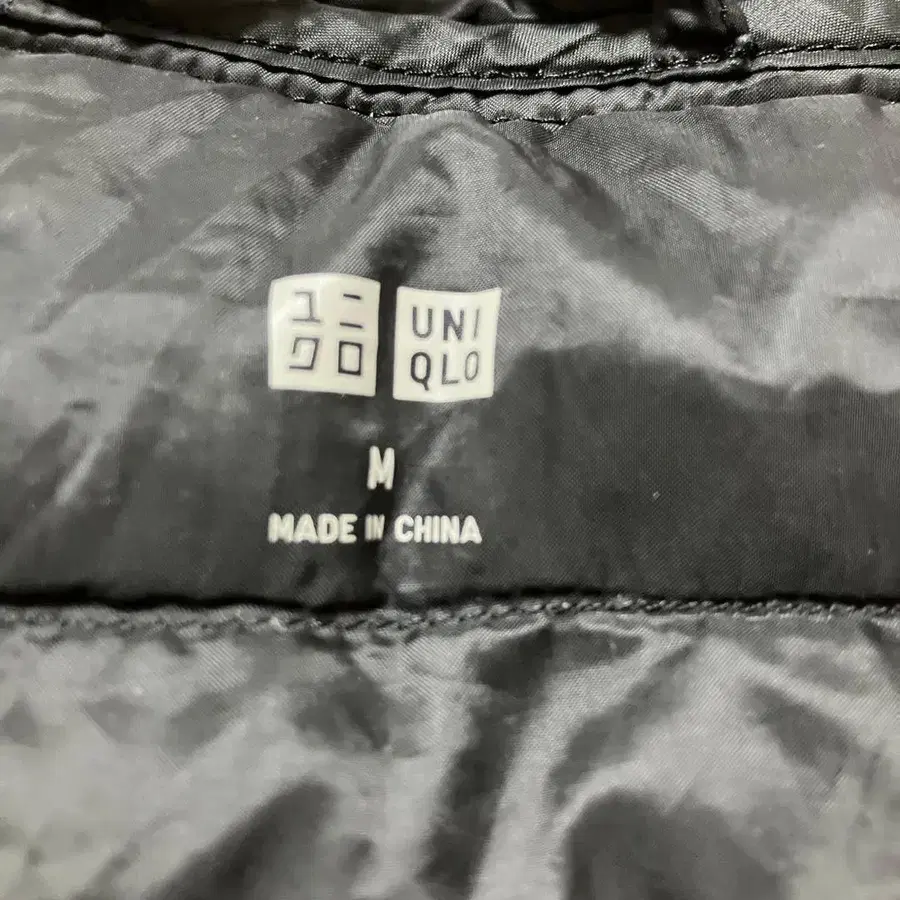 ユニ
クロ
UNI
QLO
M
MADE IN CHINA